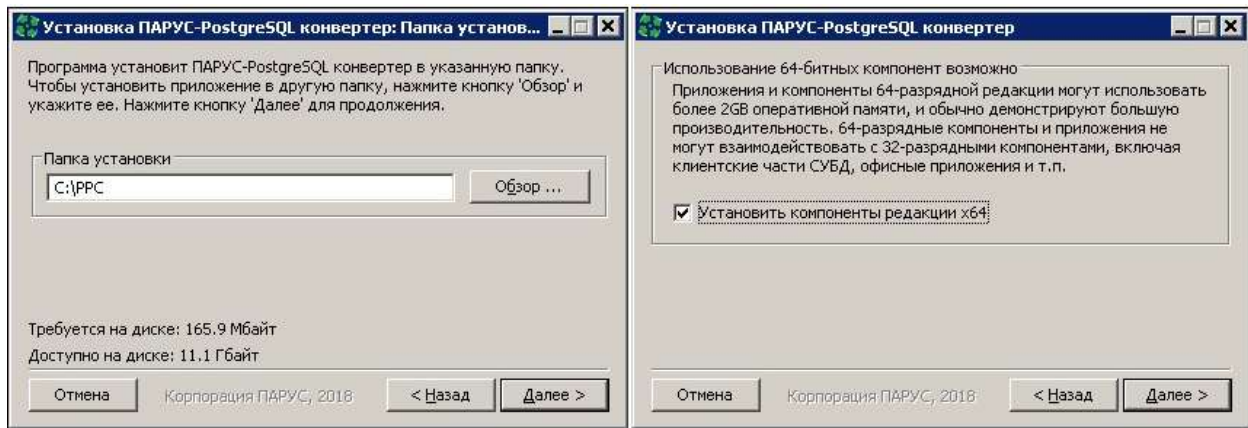 Установка ПАРУС-PostgreSQL конвертер: Папка установ...
Программа установит ПАРУС-PostgreSQL конвертер в указанную папку.
Чтобы установить приложение в другую папку, нажмите кнопку 'Обзор' и
укажите ее. Нажмите кнопку 'Далее' для продолжения.
Папка установки
C:\PPC
Обзор ...
Требуется на диске: 165.9 Мбайт
Доступно на диске: 11.1 Гбайт
Отмена
Корпорация ПАРУС, 2018
< Назад
Далее >
Установка ПАРУС-PostgreSQL конвертер
Использование 64-битных компонент возможно
Приложения и компоненты 64-разрядной редакции могут использовать
более 2GB оперативной памяти, и обычно демонстрируют большую
производительность. 64-разрядные компоненты и приложения не
могут взаимодействовать с 32-разрядными компонентами, включая
клиентские части СУБД, офисные приложения и т.п.
Установить компоненты редакции x64
Отмена
Корпорация ПАРУС, 2018
< Назад
Далее >